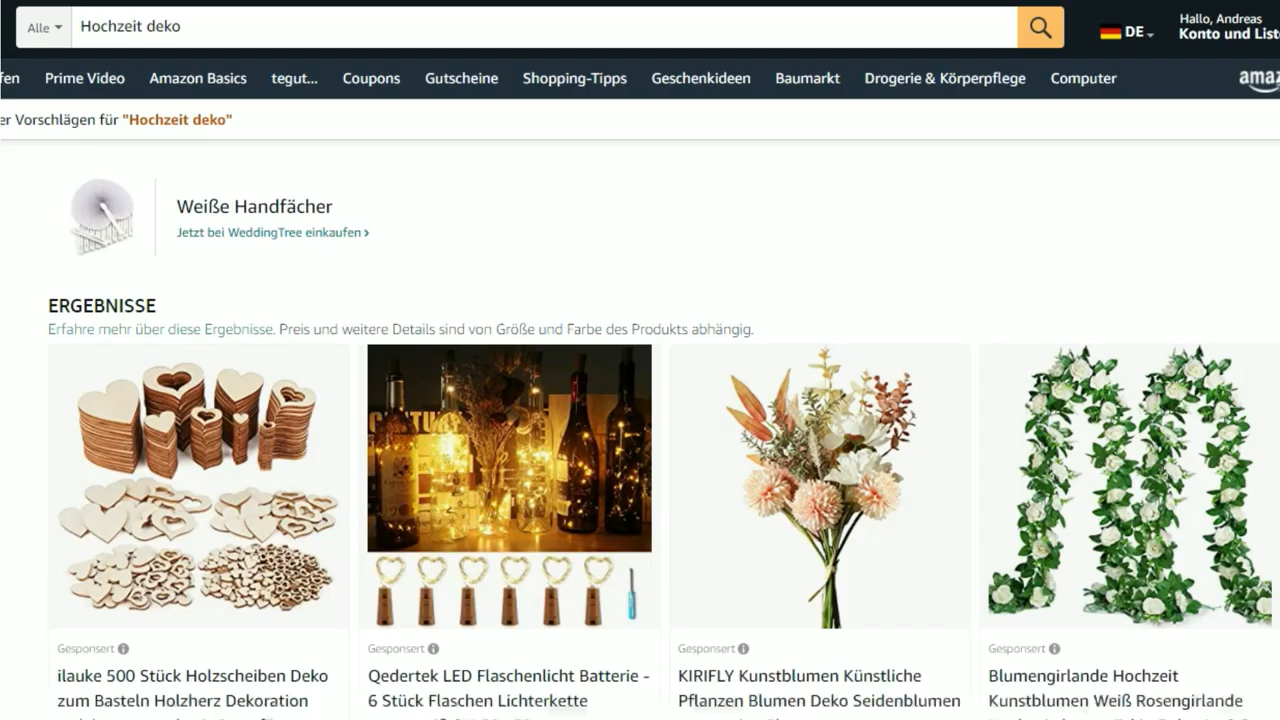 Alle
Hochzeit deko
DE
Hallo, Andreas
Konto und List
fen Prime Video Amazon Basics tegut... Coupons Gutscheine Shopping-Tipps Geschenkideen Baumarkt Drogerie & Körperpflege Computer
amaz
er Vorschlägen für "Hochzeit deko"
Weiße Handfächer
Jetzt bei WeddingTree einkaufen ›
ERGEBNISSE
Erfahre mehr über diese Ergebnisse. Preis und weitere Details sind von Größe und Farbe des Produkts abhängig.
Gesponsert
ilauke 500 Stück Holzscheiben Deko
zum Basteln Holzherz Dekoration
Gesponsert
Qedertek LED Flaschenlicht Batterie -
6 Stück Flaschen Lichterkette
Gesponsert
KIRIFLY Kunstblumen Künstliche
Pflanzen Blumen Deko Seidenblumen
Gesponsert
Blumengirlande Hochzeit
Kunstblumen Weiß Rosengirlande